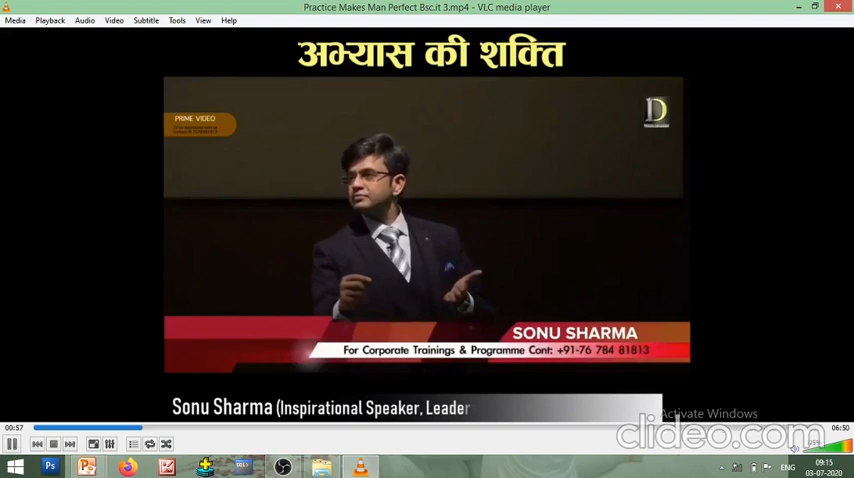 Practice Makes Man Perfect Bsc.it 3.mp4 - VLC media player
Media Playback Audio Video Subtitle Tools View Help
अभ्यास की शक्ति
PRIME VIDEO
D
SONU SHARMA
For Corporate Trainings & Programme Cont: +91-76 784 81813
Sonu Sharma (Inspirational Speaker, Leader
Activate Windows
00:57
06:50
clideo.com
125%
Ps
ENG
09:15
03-07-2020